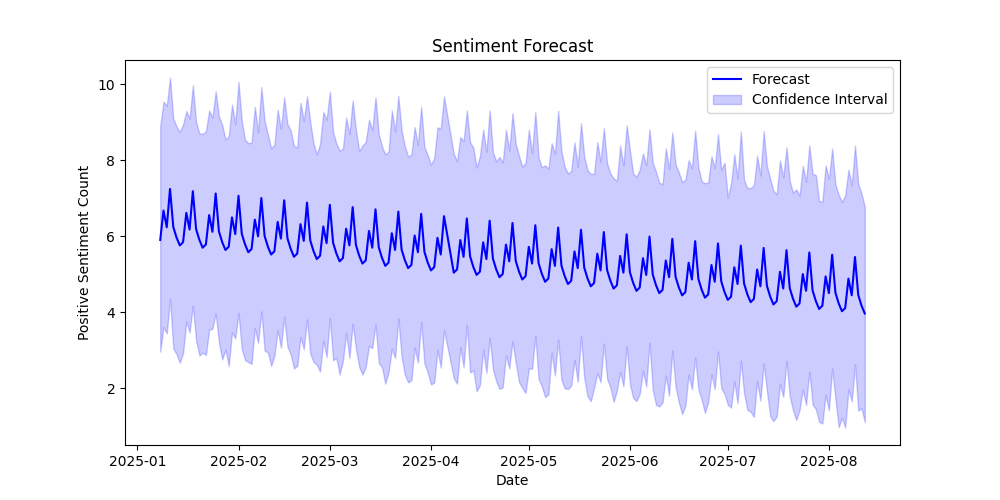 Sentiment Forecast
Forecast
Confidence Interval
Positive Sentiment Count
10
8
6
4
2
2025-01 2025-02 2025-03 2025-04 2025-05 2025-06 2025-07 2025-08
Date